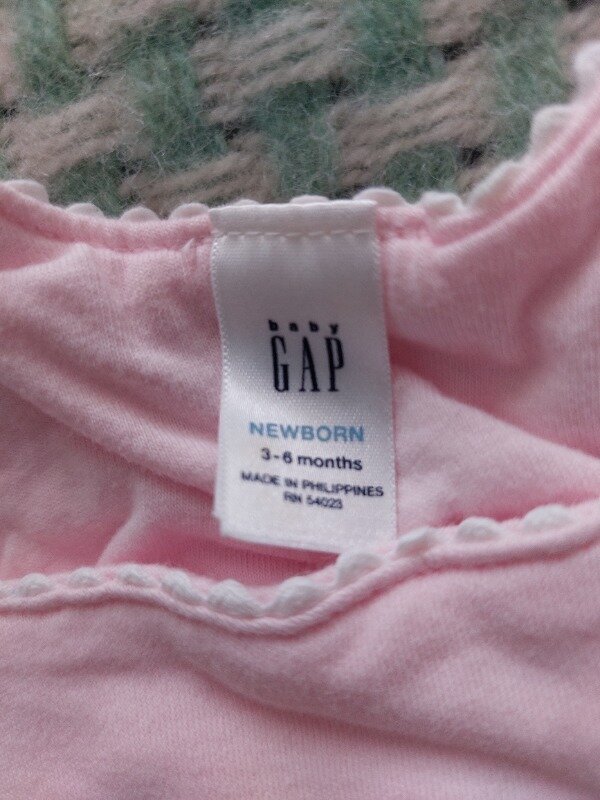 baby
GAP
NEWBORN
3-6 months
MADE IN PHILIPPINES
RN 54023